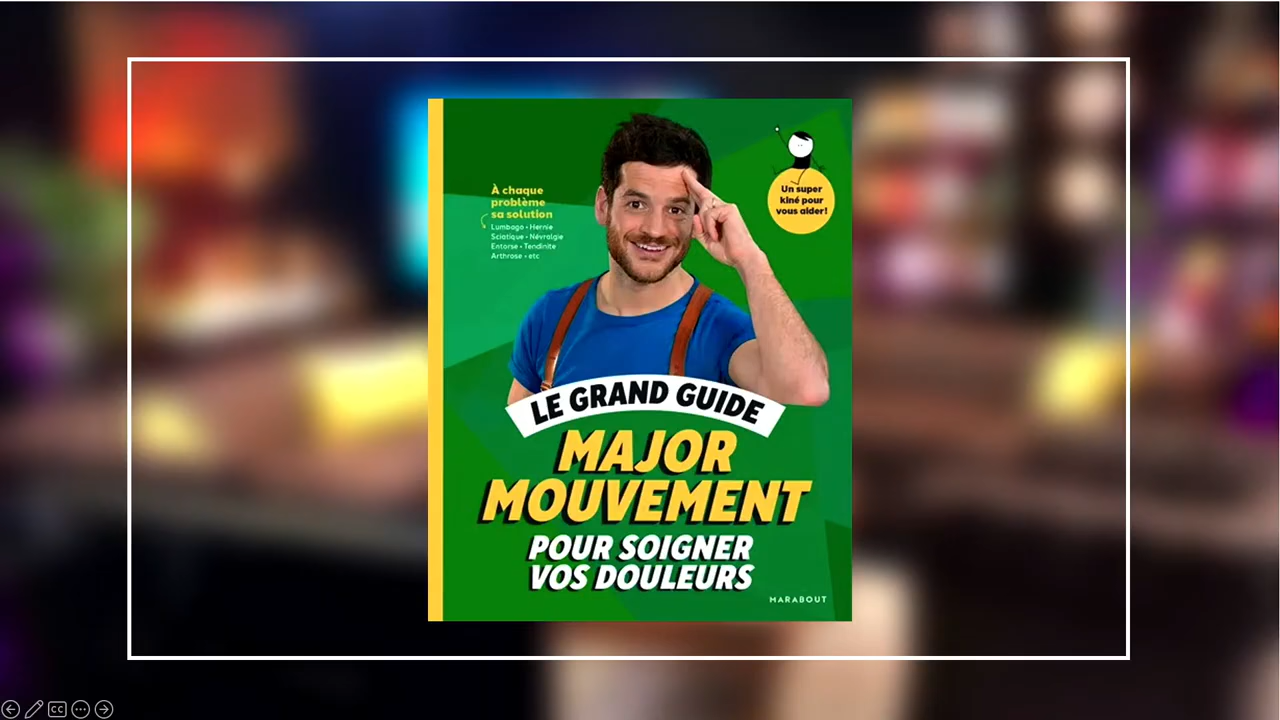 À chaque
problème
sa solution
Lumbago • Hernie
Sciatique • Névralgie
Entorse • Tendinite
Arthrose • etc
Un super
kiné pour
vous aider!
LE GRAND GUIDE
MAJOR
MOUVEMENT
POUR SOIGNER
VOS DOULEURS
MARABOUT
CC